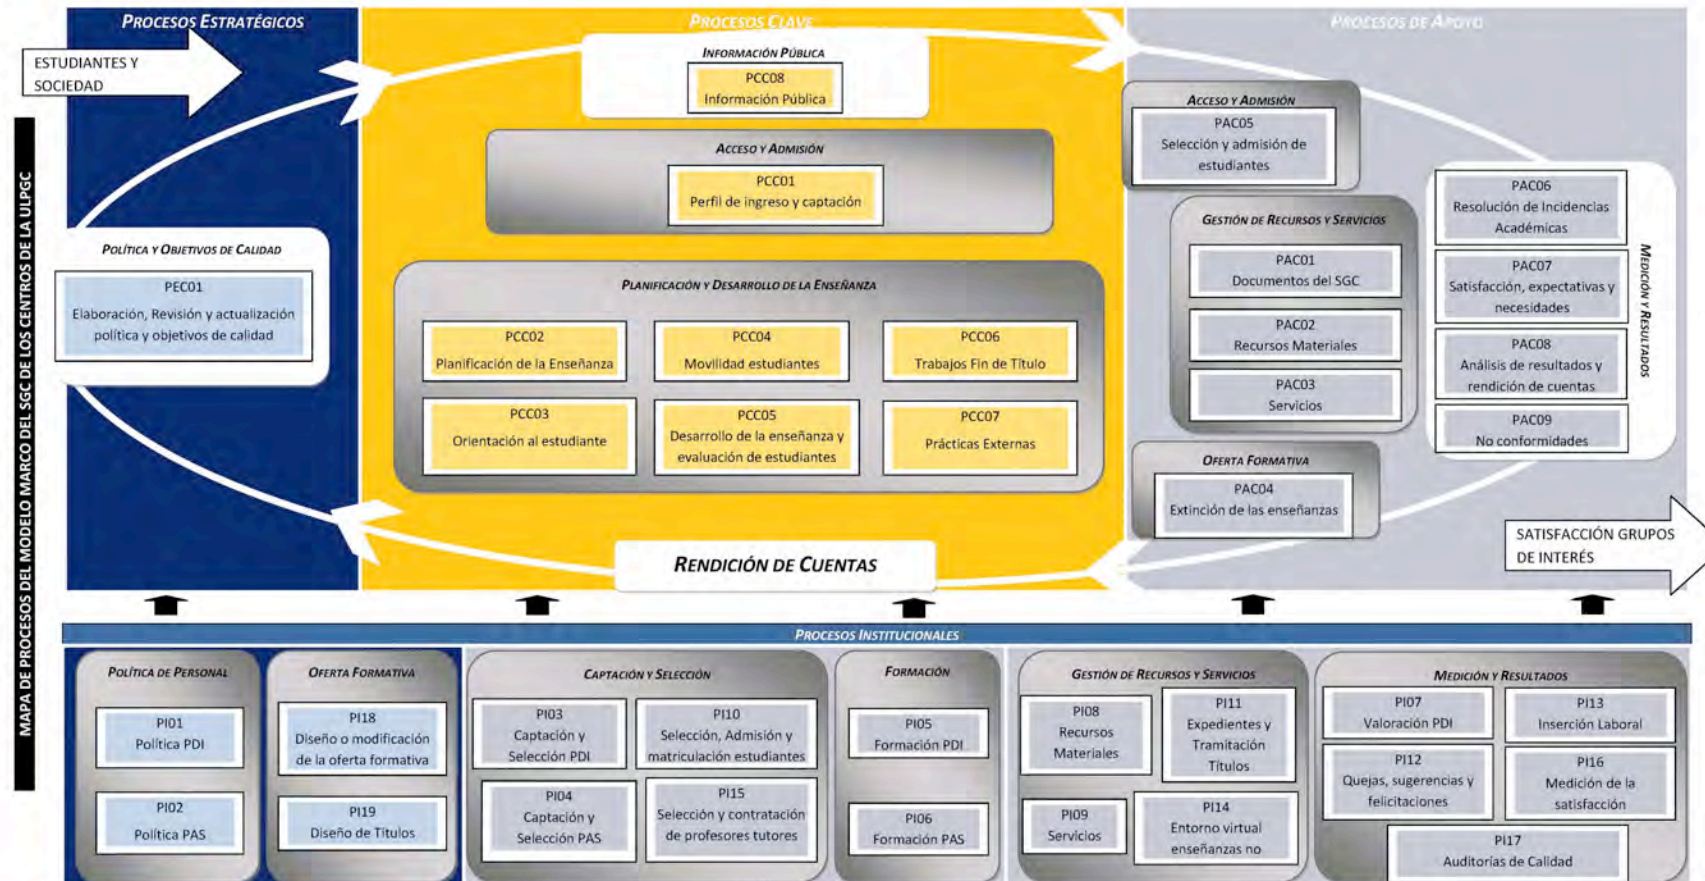 MAPA DE PROCESOS DEL MODELO MARCO DEL SGC DE LOS CENTROS DE LA ULPGC
ESTUDIANTES Y
SOCIEDAD
PROCESOS ESTRATÉGICOS
POLÍTICA Y OBJETIVOS DE CALIDAD
PEC01
Elaboración, Revisión y actualización
política y objetivos de calidad
PROCESOS CLAVE
INFORMACIÓN PÚBLICA
PCC08
Información Pública
ACCESO Y ADMISIÓN
PCC01
Perfil de ingreso y captación
PLANIFICACIÓN Y DESARROLLO DE LA ENSEÑANZA
PCC02
Planificación de la Enseñanza
PCC04
Movilidad estudiantes
PCC06
Trabajos Fin de Título
PCC03
Orientación al estudiante
PCC05
Desarrollo de la enseñanza y
evaluación de estudiantes
PCC07
Prácticas Externas
RENDICIÓN DE CUENTAS
PROCESOS DE APOYO
ACCESO Y ADMISIÓN
PAC05
Selección y admisión de
estudiantes
GESTIÓN DE RECURSOS Y SERVICIOS
PAC01
Documentos del SGC
PAC02
Recursos Materiales
PAC03
Servicios
OFERTA FORMATIVA
PAC04
Extinción de las enseñanzas
MEDICIÓN Y RESULTADOS
PAC06
Resolución de Incidencias
Académicas
PAC07
Satisfacción, expectativas y
necesidades
PAC08
Análisis de resultados y
rendición de cuentas
PAC09
No conformidades
SATISFACCIÓN GRUPOS
DE INTERÉS
PROCESOS INSTITUCIONALES
POLÍTICA DE PERSONAL
PI01
Política PDI
PI02
Política PAS
OFERTA FORMATIVA
PI18
Diseño o modificación
de la oferta formativa
PI19
Diseño de Títulos
CAPTACIÓN Y SELECCIÓN
PI03
Captación y
Selección PDI
PI10
Selección, Admisión y
matriculación estudiantes
PI04
Captación y
Selección PAS
PI15
Selección y contratación
de profesores tutores
FORMACIÓN
PI05
Formación PDI
PI06
Formación PAS
GESTIÓN DE RECURSOS Y SERVICIOS
PI08
Recursos
Materiales
PI11
Expedientes y
Tramitación
Títulos
PI09
Servicios
PI14
Entorno virtual
enseñanzas no
MEDICIÓN Y RESULTADOS
PI07
Valoración PDI
PI13
Inserción Laboral
PI12
Quejas, sugerencias y
felicitaciones
PI16
Medición de la
satisfacción
PI17
Auditorías de Calidad